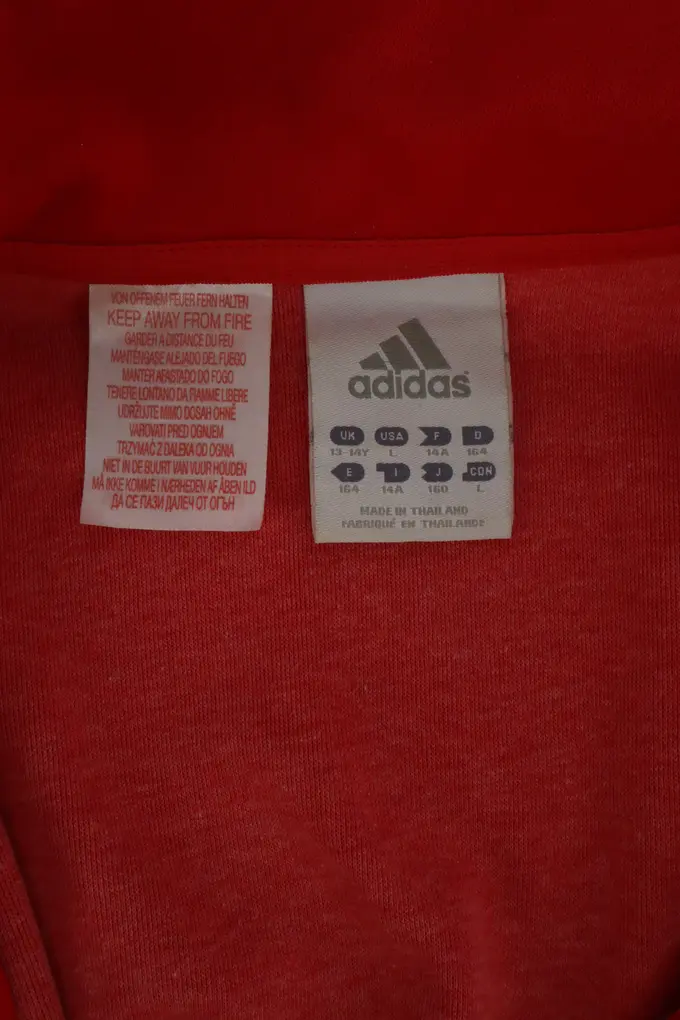 VON OFFENEM FEUER FERN HALTEN
KEEP AWAY FROM FIRE
GARDER A DISTANCE DU FEU
MANTÉNGASE ALEJADO DEL FUEGO
MANTER AFASTADO DO FOGO
TENERE LONTANO DA FIAMME LIBERE
UDRŽUJTE MIMO DOSAH OHNĚ
VAROVATI PRED OGNJEM
TRZYMAĆ Z DALEKA OD OGNIA
NIET IN DE BUURT VAN VUUR HOUDEN
MÅ IKKE KOMME I NÆRHEDEN AF ÅBEN ILD
ДА СЕ ПАЗИ ДАЛЕЧ ОТ ОГЪН
adidas
UK USA F D
13-14Y L 14A 164
E I J CDN
164 14A 160 L
MADE IN THAILAND
FABRIQUÉ EN THAILANDE